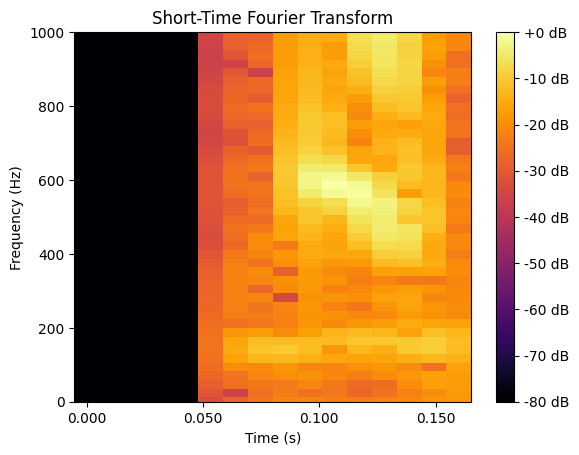 Short-Time Fourier Transform
1000
800
600
400
200
0
Frequency (Hz)
0.000
0.050
0.100
0.150
Time (s)
+0 dB
-10 dB
-20 dB
-30 dB
-40 dB
-50 dB
-60 dB
-70 dB
-80 dB